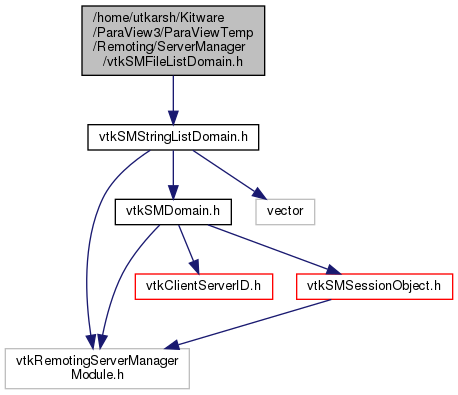 /home/utkarsh/Kitware
/ParaView3/ParaViewTemp
/Remoting/ServerManager
/vtkSMFileListDomain.h
vtkSMStringListDomain.h
vtkSMDomain.h
vector
vtkClientServerID.h
vtkSMSessionObject.h
vtkRemotingServerManager
Module.h